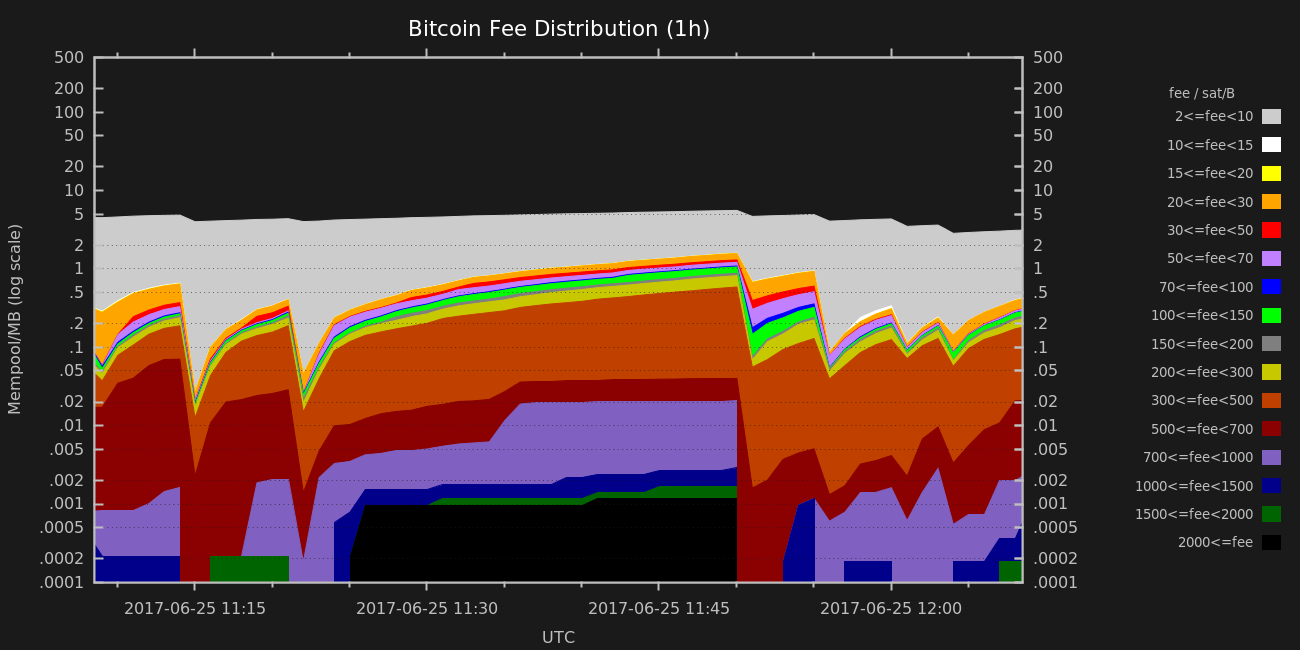 Bitcoin Fee Distribution (1h)
Mempool/MB (log scale)
500
200
100
50
20
10
5
2
1
.5
.2
.1
.05
.02
.01
.005
.002
.001
.0005
.0002
.0001
500
200
100
50
20
10
5
2
1
.5
.2
.1
.05
.02
.01
.005
.002
.001
.0005
.0002
.0001
2017-06-25 11:15
2017-06-25 11:30
2017-06-25 11:45
2017-06-25 12:00
UTC
fee / sat/B
2<=fee<10
10<=fee<15
15<=fee<20
20<=fee<30
30<=fee<50
50<=fee<70
70<=fee<100
100<=fee<150
150<=fee<200
200<=fee<300
300<=fee<500
500<=fee<700
700<=fee<1000
1000<=fee<1500
1500<=fee<2000
2000<=fee